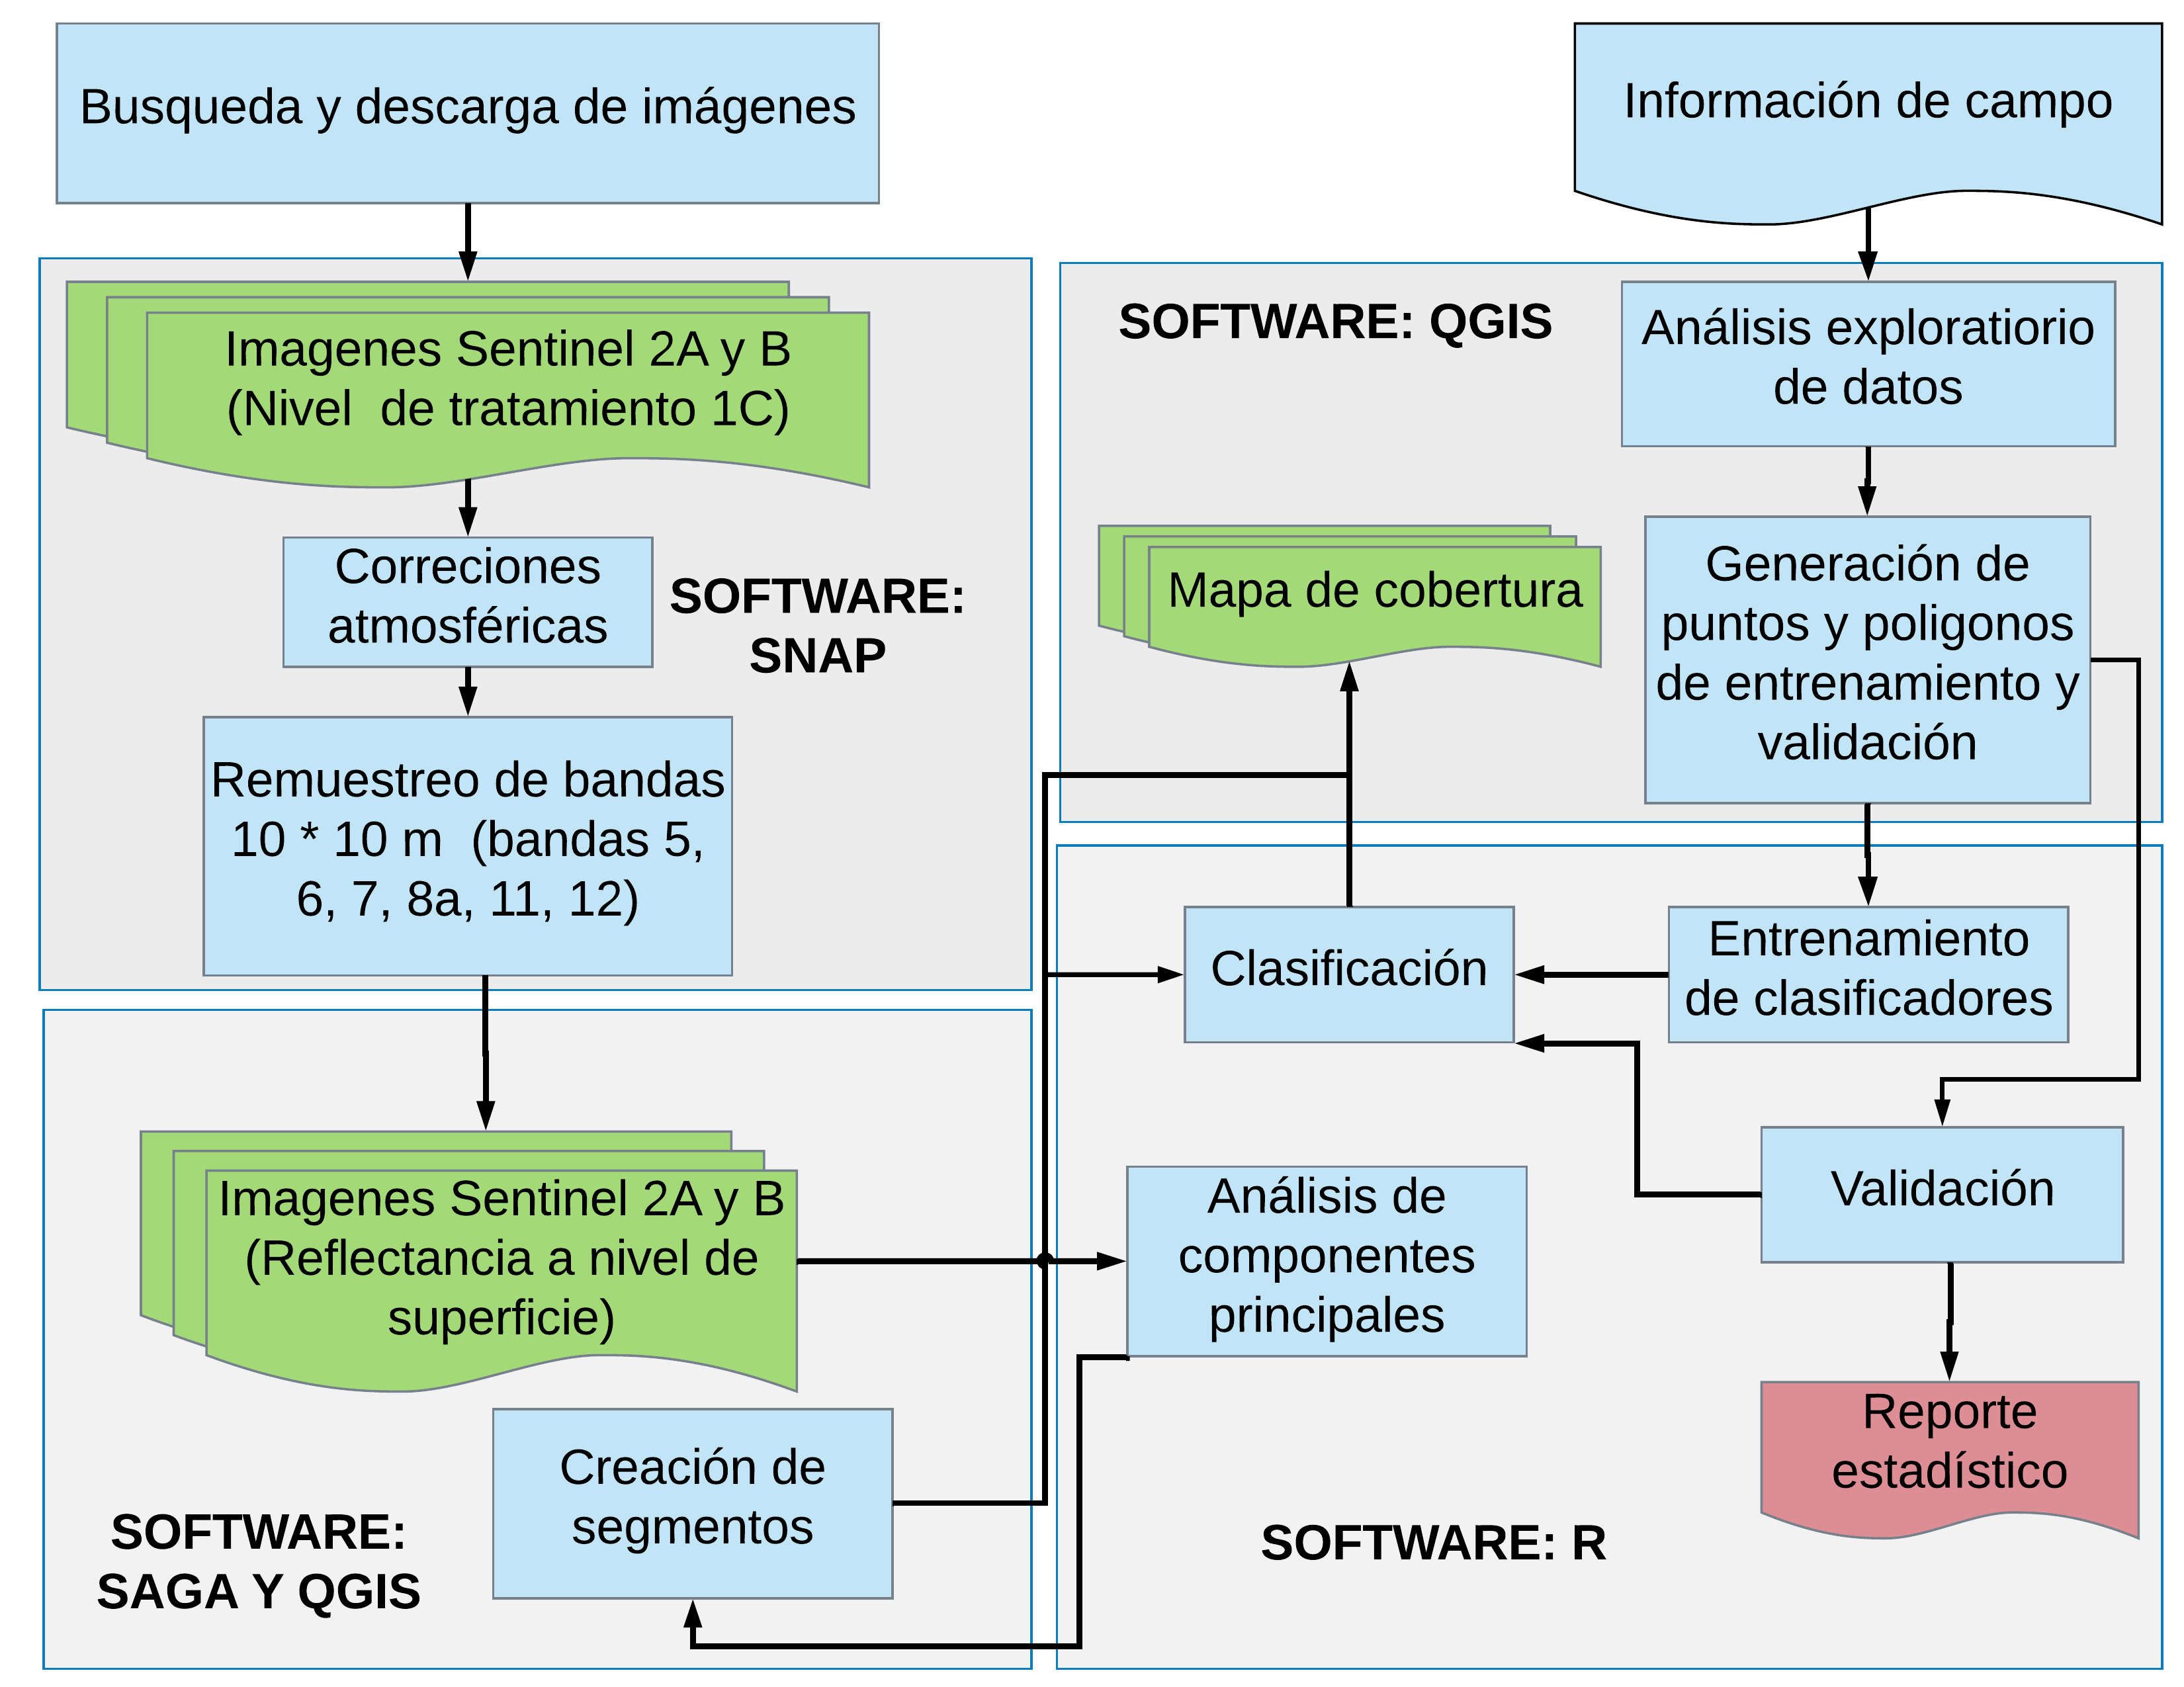 Busqueda y descarga de imágenes
Información de campo
Imagenes Sentinel 2A y B
(Nivel  de tratamiento 1C)
Correciones
atmosféricas
SOFTWARE:
SNAP
Remuestreo de bandas
10 * 10 m  (bandas 5,
6, 7, 8a, 11, 12)
SOFTWARE: QGIS
Análisis exploratiorio
de datos
Mapa de cobertura
Generación de
puntos y poligonos
de entrenamiento y
validación
Imagenes Sentinel 2A y B
(Reflectancia a nivel de
superficie)
Creación de
segmentos
SOFTWARE:
SAGA Y QGIS
Clasificación
Entrenamiento
de clasificadores
Análisis de
componentes
principales
Validación
Reporte
estadístico
SOFTWARE: R